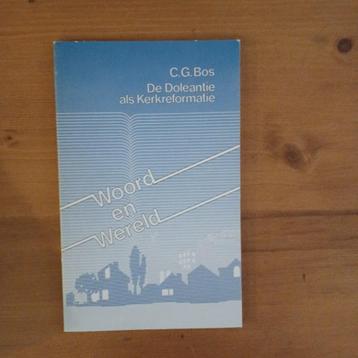 C.G.Bos
De Doleantie
als Kerkreformatie
Woord
en
Wereld